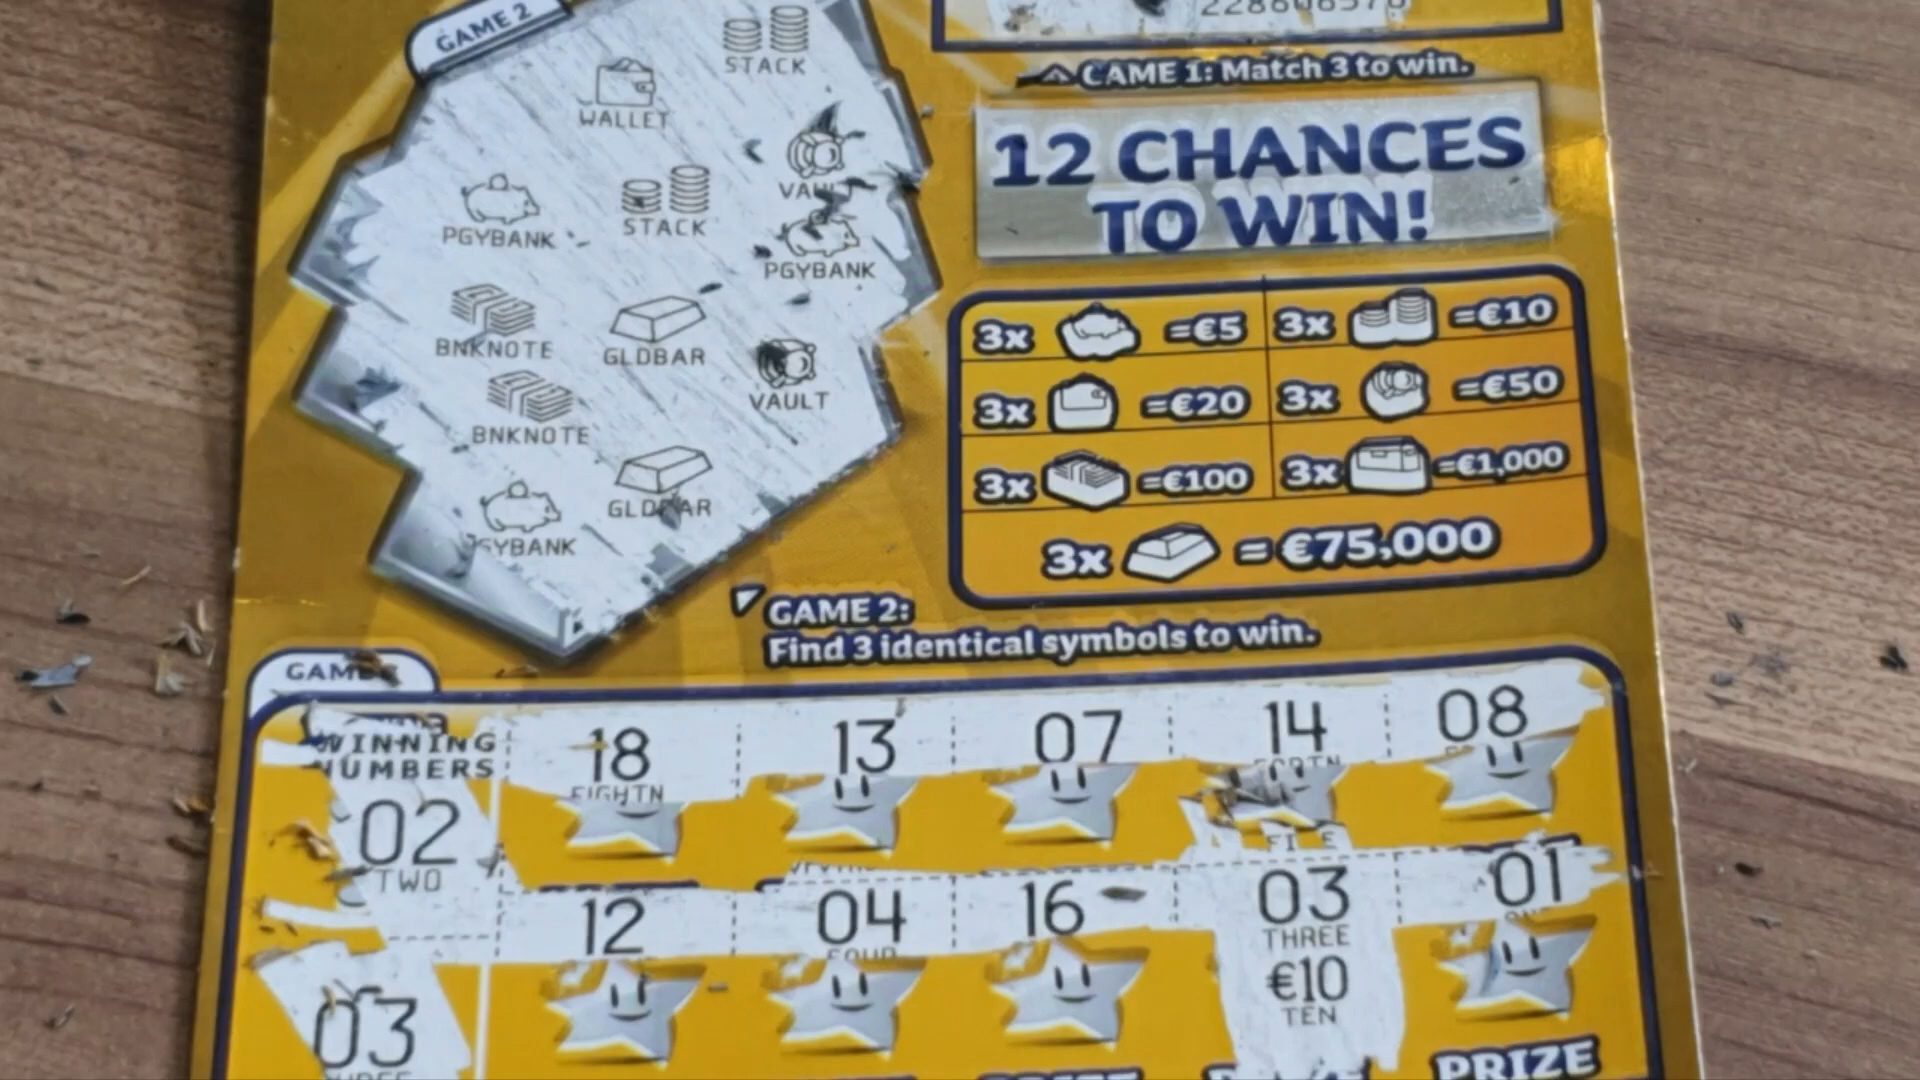 GAME 2
STACK
WALLET
VAULT
PGYBANK
STACK
PGYBANK
BNKNOTE
GLDBAR
VAULT
BNKNOTE
GLDBAR
GYBANK
GAME 1: Match 3 to win.
12 CHANCES
TO WIN!
3x =€5 3x =€10
3x =€20 3x =€50
3x =€100 3x =€1,000
3x = €75,000
GAME 2:
Find 3 identical symbols to win.
GAME
WINNING
NUMBERS
18 13 07 14 08
EIGHTN
02
TWO
12 04 16 03 01
THREE
€10
TEN
03
PRIZE